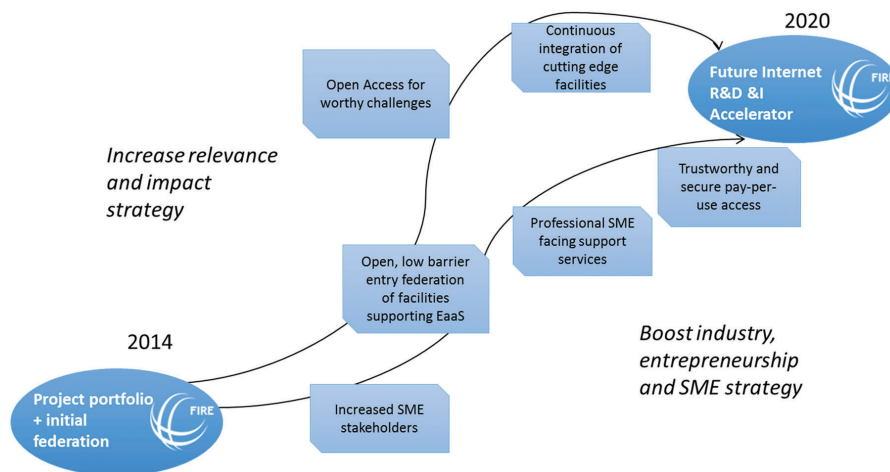 2020
Continuous
integration of
cutting edge
facilities
Future Internet
R&D &I
Accelerator
FIRE
Open Access for
worthy challenges
Increase relevance
and impact
strategy
Trustworthy and
secure pay-per-
use access
Professional SME
facing support
services
Open, low barrier
entry federation
of facilities
supporting EaaS
Boost industry,
entrepreneurship
and SME strategy
2014
Project portfolio
+ initial
federation
FIRE
Increased SME
stakeholders